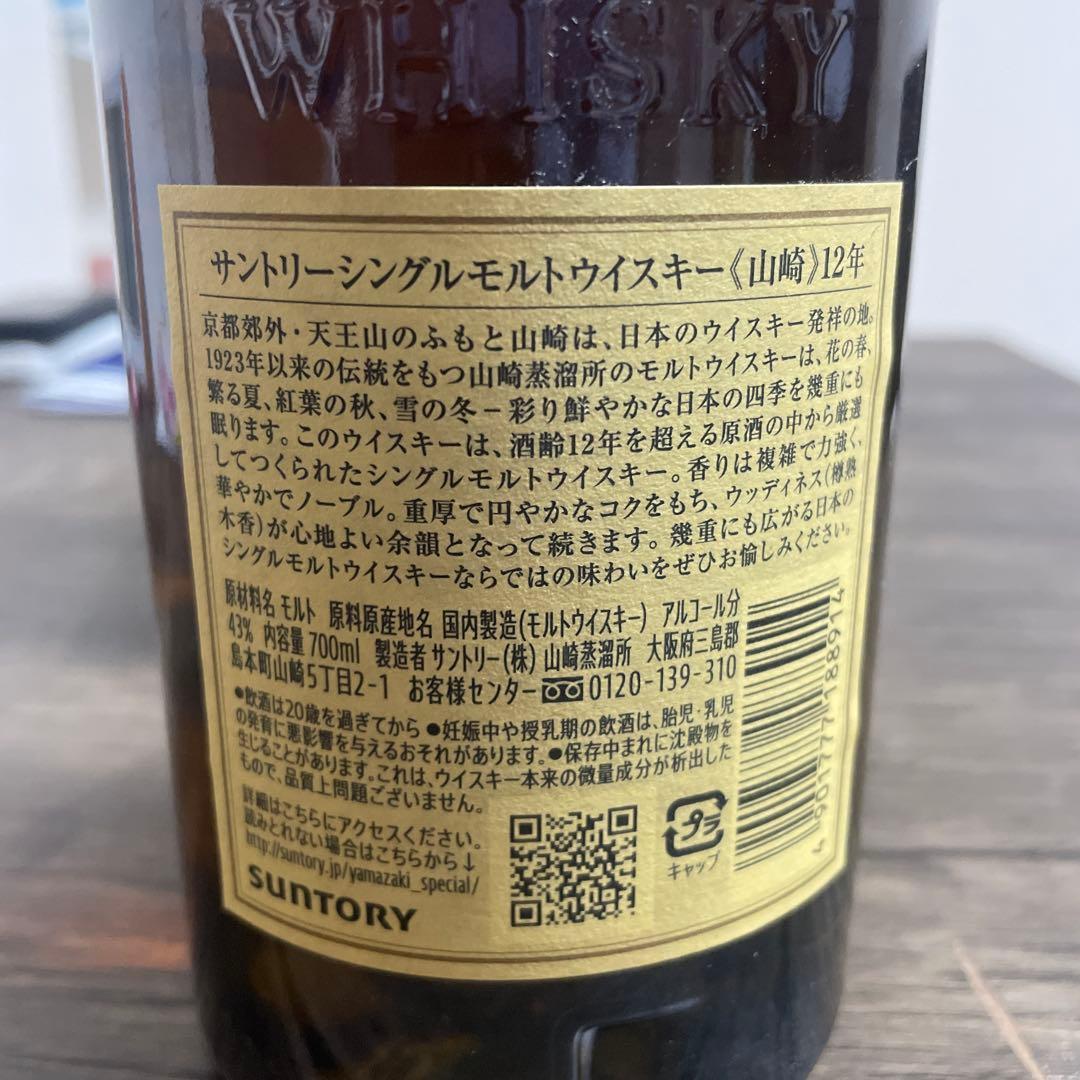 WHISKY
サントリーシングルモルトウイスキー《山崎》12年
京都郊外・天王山のふもと山崎は、日本のウイスキー発祥の地。
1923年以来の伝統をもつ山崎蒸溜所のモルトウイスキーは、花の春、
繁る夏、紅葉の秋、雪の冬－彩り鮮やかな日本の四季を幾重にも
眠ります。このウイスキーは、酒齢12年を超える原酒の中から厳選
してつくられたシングルモルトウイスキー。香りは複雑で力強く、
華やかでノーブル。重厚で円やかなコクをもち、ウッディネス（樽熟
木香）が心地よい余韻となって続きます。幾重にも広がる日本の
シングルモルトウイスキーならではの味わいをぜひお愉しみください。
原材料名 モルト 原料原産地名 国内製造(モルトウイスキー) アルコール分
43% 内容量 700ml 製造者 サントリー(株) 山崎蒸溜所 大阪府三島郡
島本町山崎5丁目2-1 お客様センター 0120-139-310
●飲酒は20歳を過ぎてから ●妊娠中や授乳期の飲酒は、胎児・乳児
の発育に悪影響を与えるおそれがあります。●保存中まれに沈殿物を
生じることがあります。これは、ウイスキー本来の微量成分が析出した
もので、品質上問題ございません。
詳細はこちらにアクセスください。
読みとれない場合はこちらから↓
http://suntory.jp/yamazaki_special/
SUNTORY
プラ
キャップ
4 901777 188914